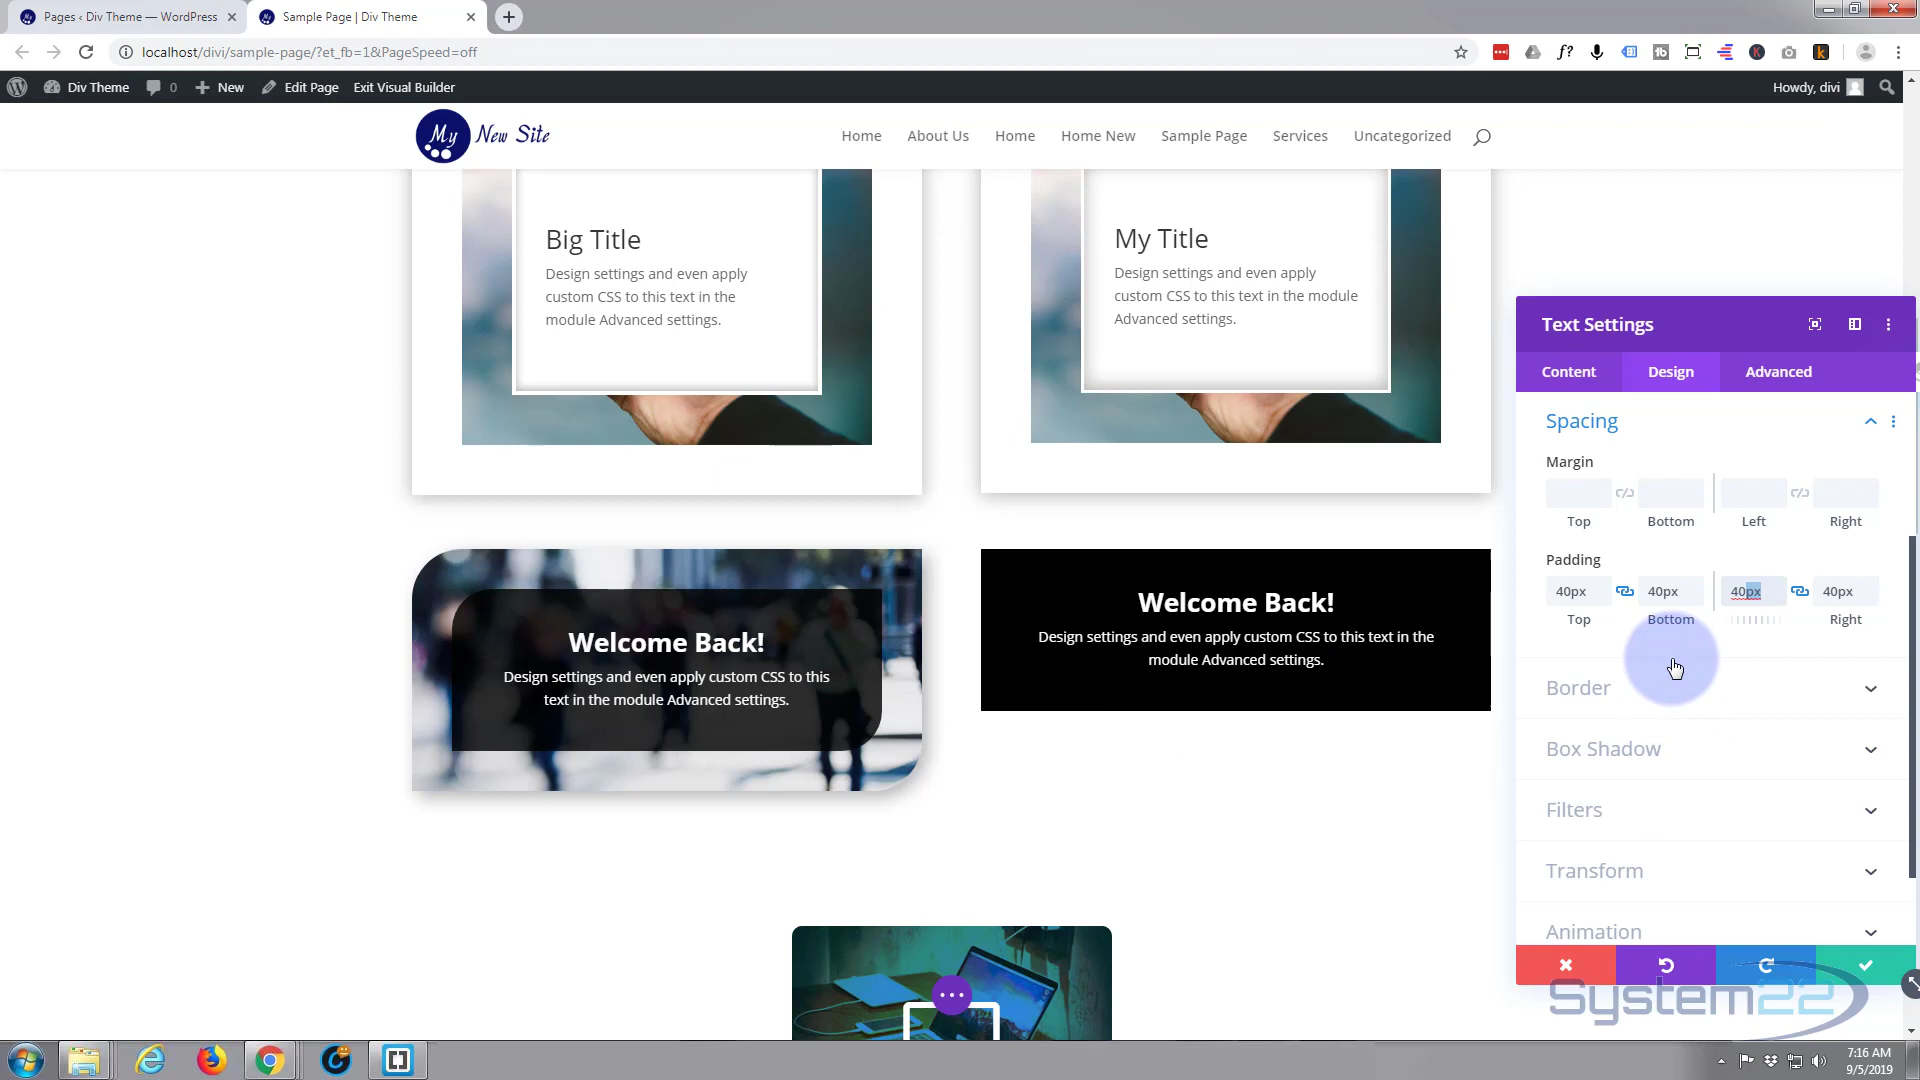 Pages ‹ Div Theme — WordPress
Sample Page | Div Theme
localhost/divi/sample-page/?et_fb=1&PageSpeed=off
Div Theme
0
New
Edit Page
Exit Visual Builder
Howdy, divi
My New Site
Home
About Us
Home
Home New
Sample Page
Services
Uncategorized
Big Title
Design settings and even apply
custom CSS to this text in the
module Advanced settings.
My Title
Design settings and even apply
custom CSS to this text in the module
Advanced settings.
Welcome Back!
Design settings and even apply custom CSS to this
text in the module Advanced settings.
Welcome Back!
Design settings and even apply custom CSS to this text in the
module Advanced settings.
Text Settings
Content
Design
Advanced
Spacing
Margin
Top
Bottom
Left
Right
Padding
40px
40px
40px
40px
Top
Bottom
Right
Border
Box Shadow
Filters
Transform
Animation
System22
7:16 AM
9/5/2019